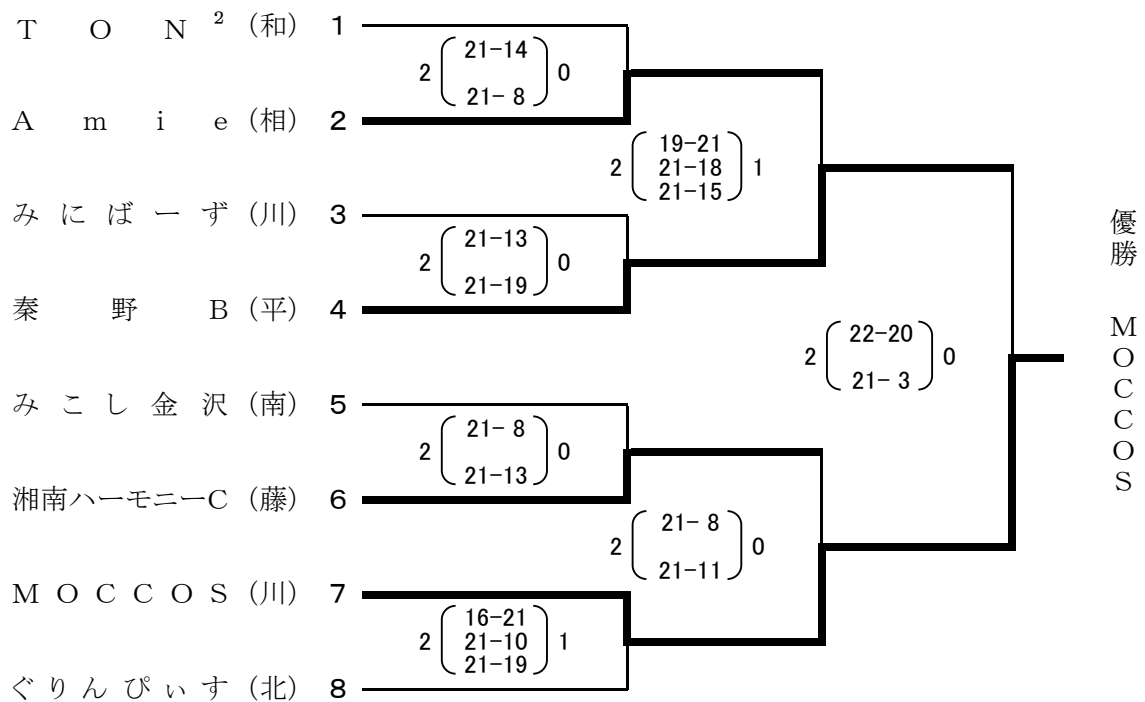 T O N ² (和) 1
2 21-14 0
21- 8
A m i e (相) 2
2 19-21 1
21-18
21-15
み に ば ー ず (川) 3
2 21-13 0
21-19
秦 野 B (平) 4
2 22-20 0
21- 3
み こ し 金 沢 (南) 5
2 21- 8 0
21-13
湘南ハーモニーC (藤) 6
2 21- 8 0
21-11
M O C C O S (川) 7
2 16-21 1
21-10
21-19
ぐ り ん ぴ ぃ す (北) 8
優勝 MOCCOS